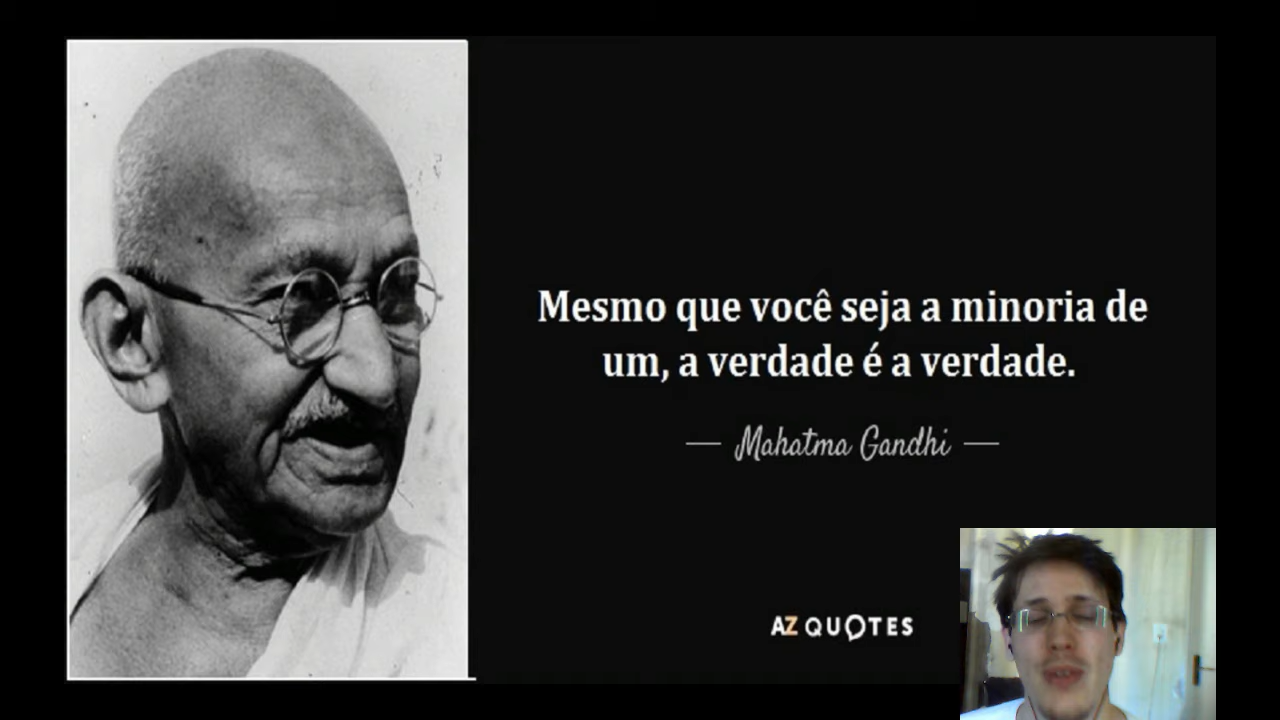 Mesmo que você seja a minoria de
um, a verdade é a verdade.
— Mahatma Gandhi —
AZ QUOTES